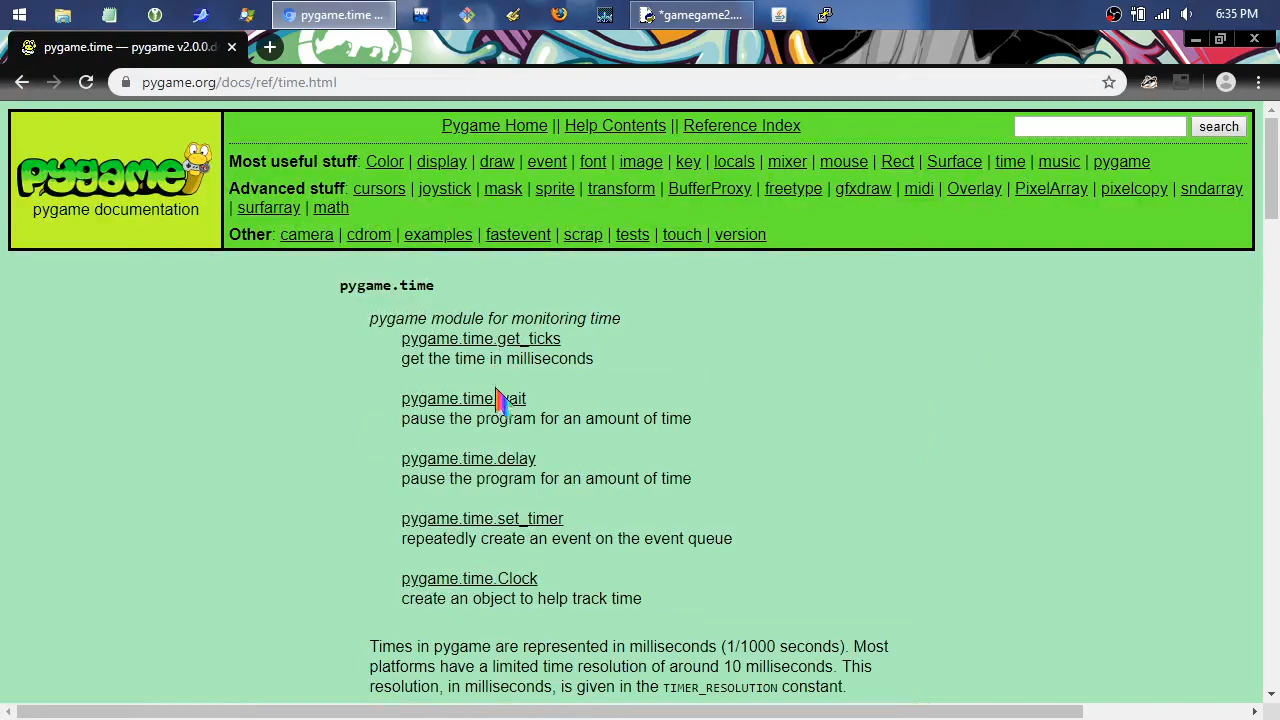 pygame.time ...
*gamegame2....
6:35 PM
pygame.time — pygame v2.0.0.d
pygame.org/docs/ref/time.html
pygame
pygame documentation
Pygame Home || Help Contents || Reference Index
search
Most useful stuff: Color | display | draw | event | font | image | key | locals | mixer | mouse | Rect | Surface | time | music | pygame
Advanced stuff: cursors | joystick | mask | sprite | transform | BufferProxy | freetype | gfxdraw | midi | Overlay | PixelArray | pixelcopy | sndarray
| surfarray | math
Other: camera | cdrom | examples | fastevent | scrap | tests | touch | version
pygame.time
pygame module for monitoring time
pygame.time.get_ticks
get the time in milliseconds
pygame.time.wait
pause the program for an amount of time
pygame.time.delay
pause the program for an amount of time
pygame.time.set_timer
repeatedly create an event on the event queue
pygame.time.Clock
create an object to help track time
Times in pygame are represented in milliseconds (1/1000 seconds). Most
platforms have a limited time resolution of around 10 milliseconds. This
resolution, in milliseconds, is given in the TIMER_RESOLUTION constant.